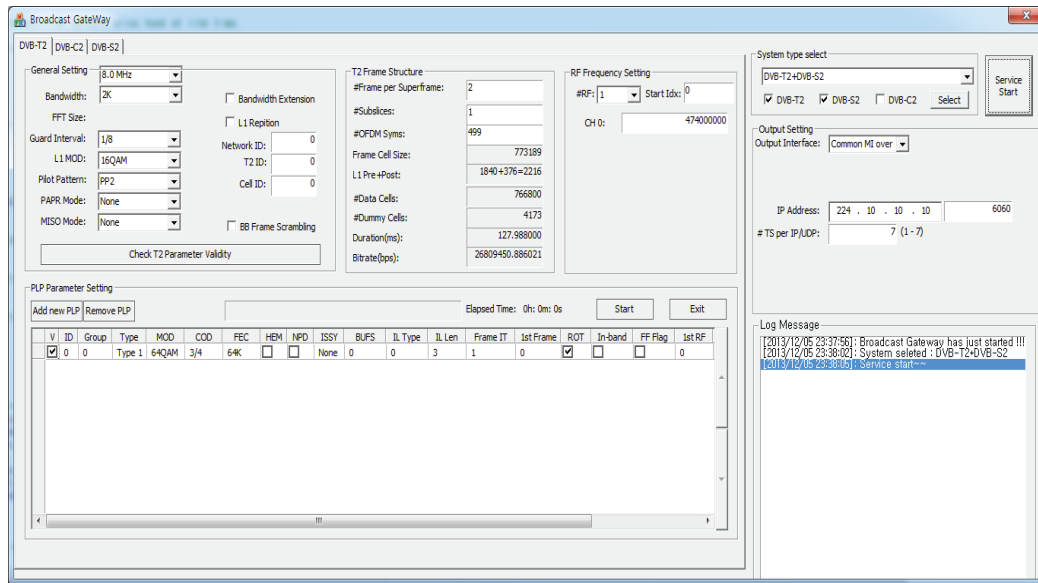 Broadcast GateWay
DVB-T2 DVB-C2 DVB-S2
General Setting
8.0 MHz
Bandwidth: 2K
FFT Size:
Guard Interval: 1/8
L1 MOD: 16QAM
Pilot Pattern: PP2
PAPR Mode: None
MISO Mode: None
Bandwidth Extension
L1 Repition
Network ID: 0
T2 ID: 0
Cell ID: 0
BB Frame Scrambling
Check T2 Parameter Validity
T2 Frame Structure
#Frame per Superframe: 2
#Subslices: 1
#OFDM Syms: 499
Frame Cell Size: 773189
L1 Pre+Post: 1840+376=2216
#Data Cells: 766800
#Dummy Cells: 4173
Duration(ms): 127.988000
Bitrate(bps): 26809450.886021
RF Frequency Setting
#RF: 1 Start Idx: 0
CH 0: 474000000
System type select
DVB-T2+DVB-S2
DVB-T2 DVB-S2 DVB-C2 Select
Service Start
Output Setting
Output Interface: Common MI over
IP Address: 224 . 10 . 10 . 10 6060
# TS per IP/UDP: 7 (1 - 7)
PLP Parameter Setting
Add new PLP Remove PLP Elapsed Time: 0h: 0m: 0s Start Exit
V ID Group Type MOD COD FEC HEM NPD ISSY BUFS IL Type IL Len Frame IT 1st Frame ROT In-band FF Flag 1st RF
0 0 Type 1 64QAM 3/4 64K None 0 0 3 1 0 0
Log Message
[2013/12/05 23:37:56] : Broadcast Gateway has just started !!!
[2013/12/05 23:38:02] : System seleted : DVB-T2+DVB-S2
[2013/12/05 23:38:05] : Service start~~